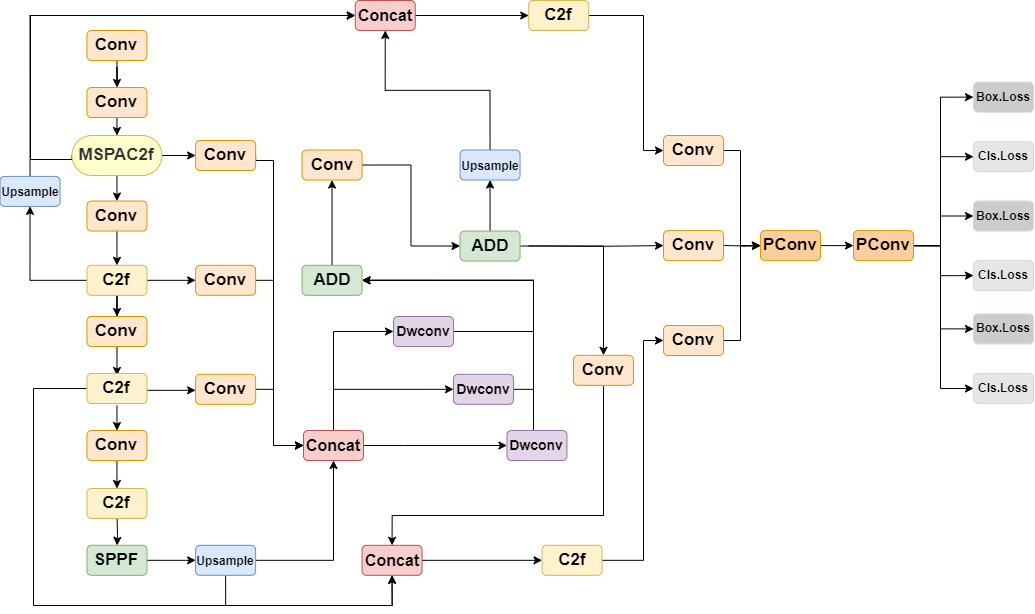 Concat
C2f
Conv
Conv
MSPAC2f
Conv
Upsample
Conv
C2f
Conv
Conv
C2f
Conv
Conv
C2f
SPPF
Upsample
Conv
Upsample
ADD
ADD
Dwconv
Dwconv
Concat
Dwconv
Conv
Concat
C2f
Conv
Conv
Conv
PConv
PConv
Box.Loss
Cls.Loss
Box.Loss
Cls.Loss
Box.Loss
Cls.Loss